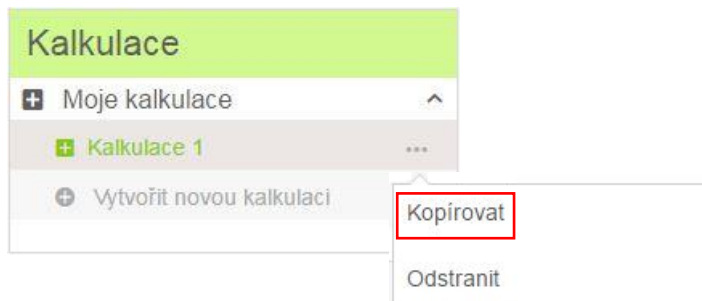 Kalkulace
Moje kalkulace
Kalkulace 1
Vytvořit novou kalkulaci
Kopírovat
Odstranit